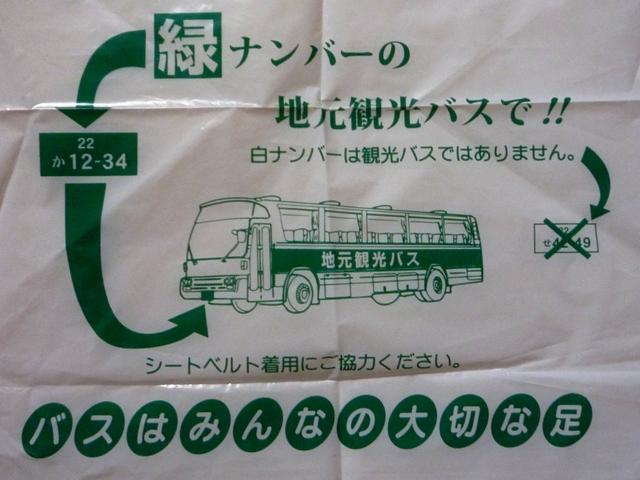 緑ナンバーの
地元観光バスで!!
22
か 12-34
白ナンバーは観光バスではありません。
地元観光バス
シートベルト着用にご協力ください。
バスはみんなの大切な足